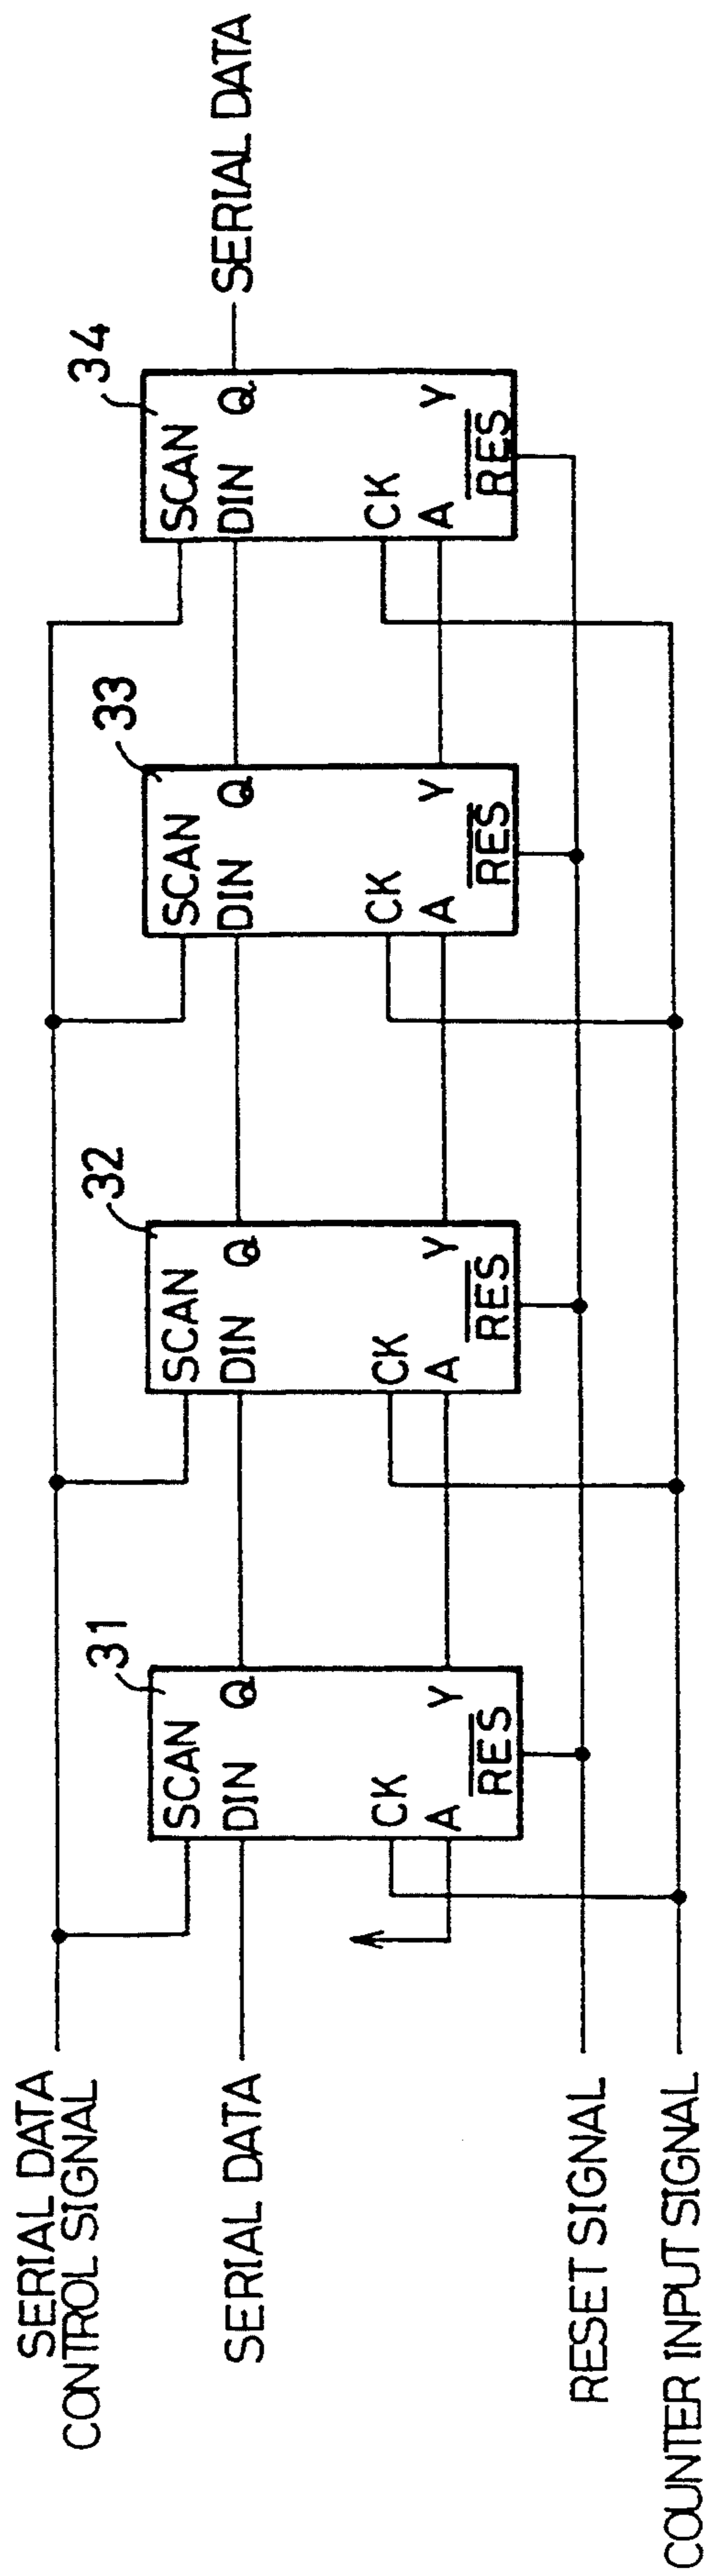 SERIAL DATA
CONTROL SIGNAL
SERIAL DATA
RESET SIGNAL
COUNTER INPUT SIGNAL
31
SCAN
DIN
Q
CK
A
Y
RES
32
SCAN
DIN
Q
CK
A
Y
RES
33
SCAN
DIN
Q
CK
A
Y
RES
34
SCAN
DIN
Q
CK
A
Y
RES
SERIAL DATA